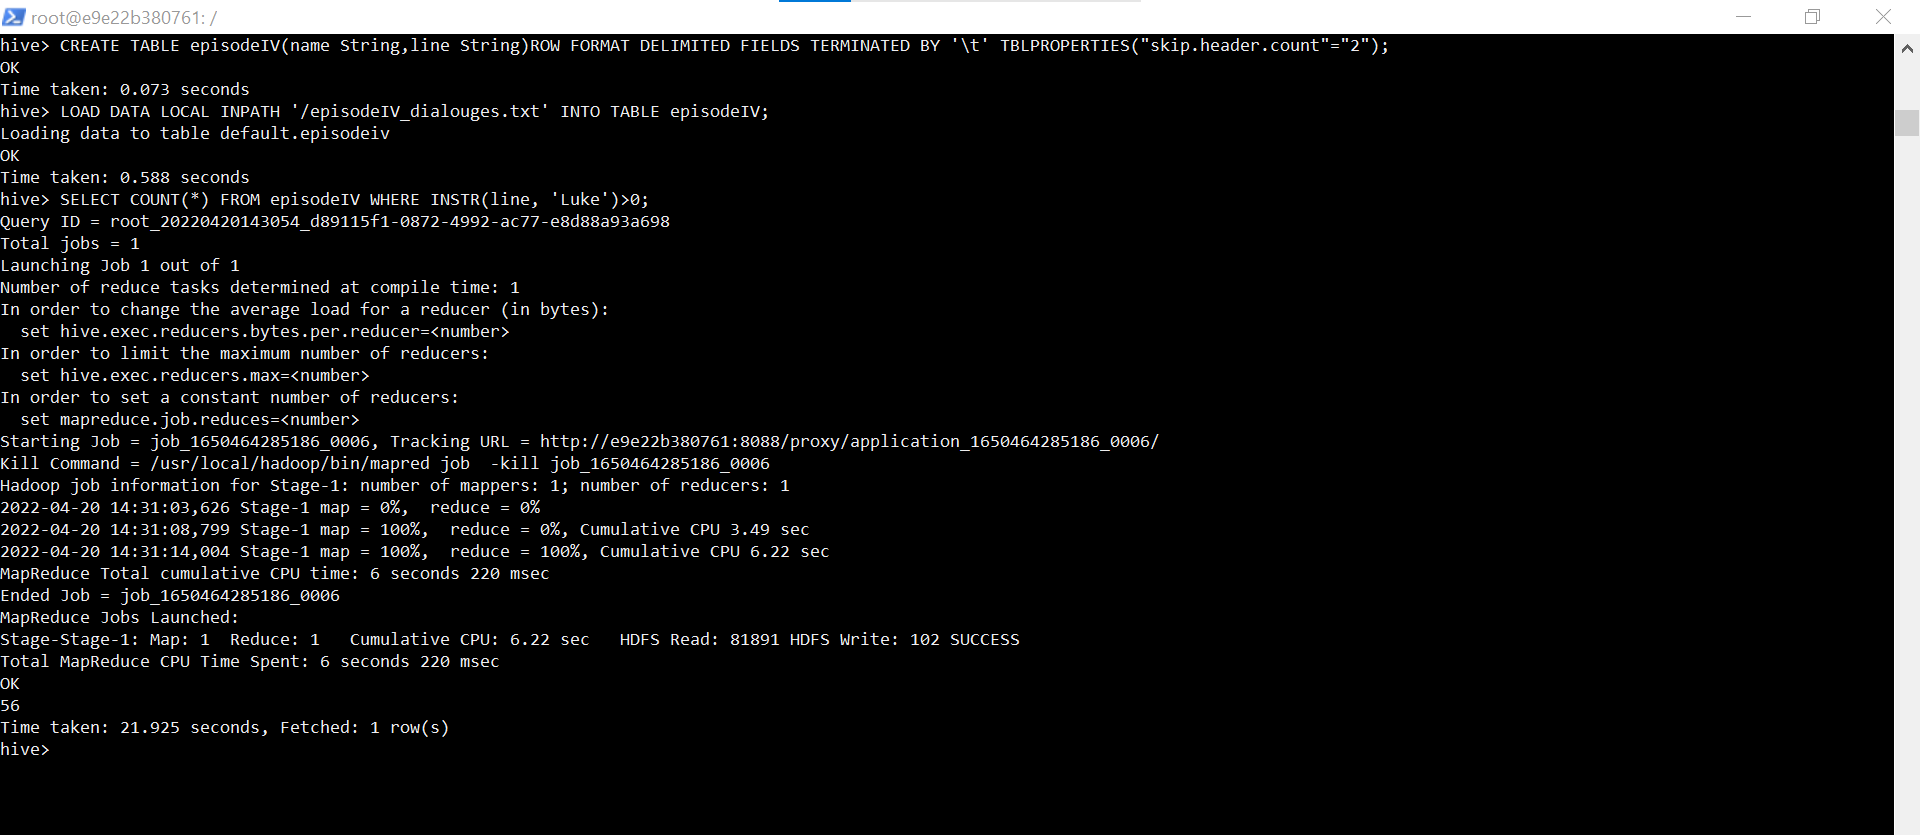 root@e9e22b380761: /
hive> CREATE TABLE episodeIV(name String,line String)ROW FORMAT DELIMITED FIELDS TERMINATED BY '\t' TBLPROPERTIES("skip.header.count"="2");
OK
Time taken: 0.073 seconds
hive> LOAD DATA LOCAL INPATH '/episodeIV_dialouges.txt' INTO TABLE episodeIV;
Loading data to table default.episodeiv
OK
Time taken: 0.588 seconds
hive> SELECT COUNT(*) FROM episodeIV WHERE INSTR(line, 'Luke')>0;
Query ID = root_20220420143054_d89115f1-0872-4992-ac77-e8d88a93a698
Total jobs = 1
Launching Job 1 out of 1
Number of reduce tasks determined at compile time: 1
In order to change the average load for a reducer (in bytes):
  set hive.exec.reducers.bytes.per.reducer=<number>
In order to limit the maximum number of reducers:
  set hive.exec.reducers.max=<number>
In order to set a constant number of reducers:
  set mapreduce.job.reduces=<number>
Starting Job = job_1650464285186_0006, Tracking URL = http://e9e22b380761:8088/proxy/application_1650464285186_0006/
Kill Command = /usr/local/hadoop/bin/mapred job  -kill job_1650464285186_0006
Hadoop job information for Stage-1: number of mappers: 1; number of reducers: 1
2022-04-20 14:31:03,626 Stage-1 map = 0%,  reduce = 0%
2022-04-20 14:31:08,799 Stage-1 map = 100%,  reduce = 0%, Cumulative CPU 3.49 sec
2022-04-20 14:31:14,004 Stage-1 map = 100%,  reduce = 100%, Cumulative CPU 6.22 sec
MapReduce Total cumulative CPU time: 6 seconds 220 msec
Ended Job = job_1650464285186_0006
MapReduce Jobs Launched:
Stage-Stage-1: Map: 1  Reduce: 1   Cumulative CPU: 6.22 sec   HDFS Read: 81891 HDFS Write: 102 SUCCESS
Total MapReduce CPU Time Spent: 6 seconds 220 msec
OK
56
Time taken: 21.925 seconds, Fetched: 1 row(s)
hive>